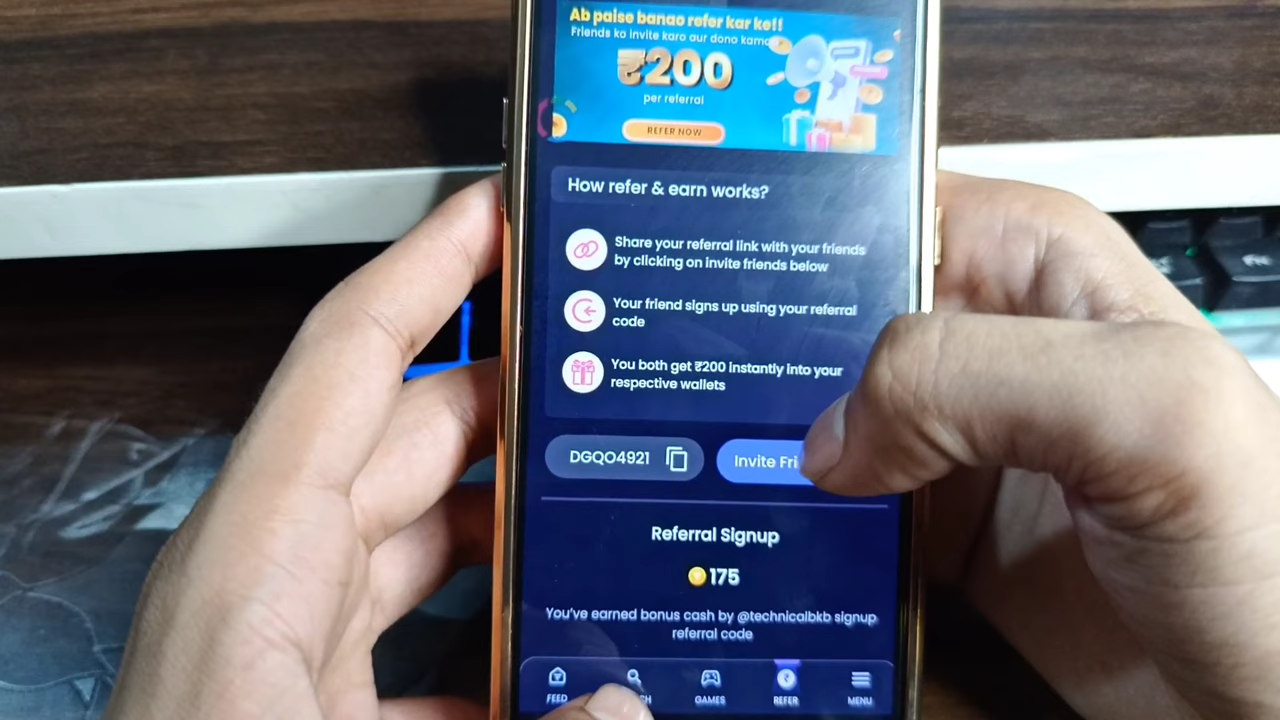 Ab paise banao refer kar ke!!
Friends ko invite karo aur dono kamao
₹200
per referral
REFER NOW
How refer & earn works?
Share your referral link with your friends
by clicking on invite friends below
Your friend signs up using your referral
code
You both get ₹200 instantly into your
respective wallets
DGQO4921
Invite Fri
Referral Signup
175
You've earned bonus cash by @technicalbkb signup
referral code
FEED
CH
GAMES
REFER
MENU
Fn